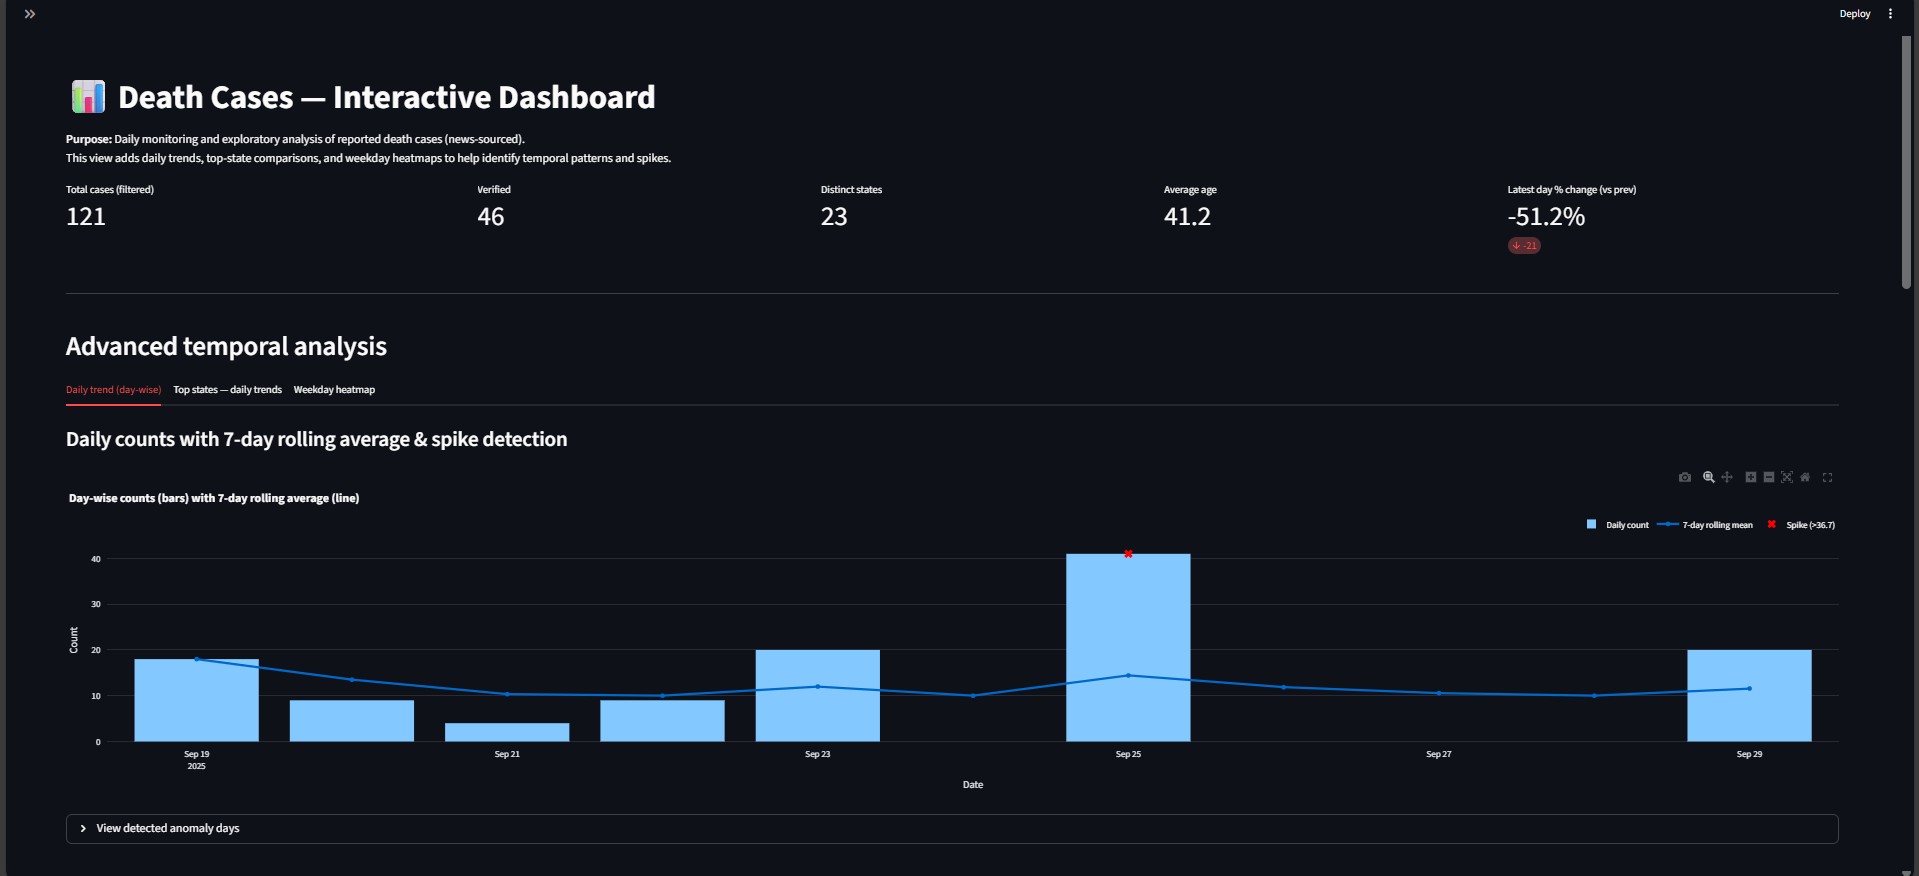 Deploy
Death Cases — Interactive Dashboard
Purpose: Daily monitoring and exploratory analysis of reported death cases (news-sourced).
This view adds daily trends, top-state comparisons, and weekday heatmaps to help identify temporal patterns and spikes.
Total cases (filtered)
121
Verified
46
Distinct states
23
Average age
41.2
Latest day % change (vs prev)
-51.2%
↓ -21
Advanced temporal analysis
Daily trend (day-wise) Top states — daily trends Weekday heatmap
Daily counts with 7-day rolling average & spike detection
Day-wise counts (bars) with 7-day rolling average (line)
Daily count 7-day rolling mean Spike (>36.7)
Count
40
30
20
10
0
Sep 19 Sep 21 Sep 23 Sep 25 Sep 27 Sep 29
2025
Date
View detected anomaly days